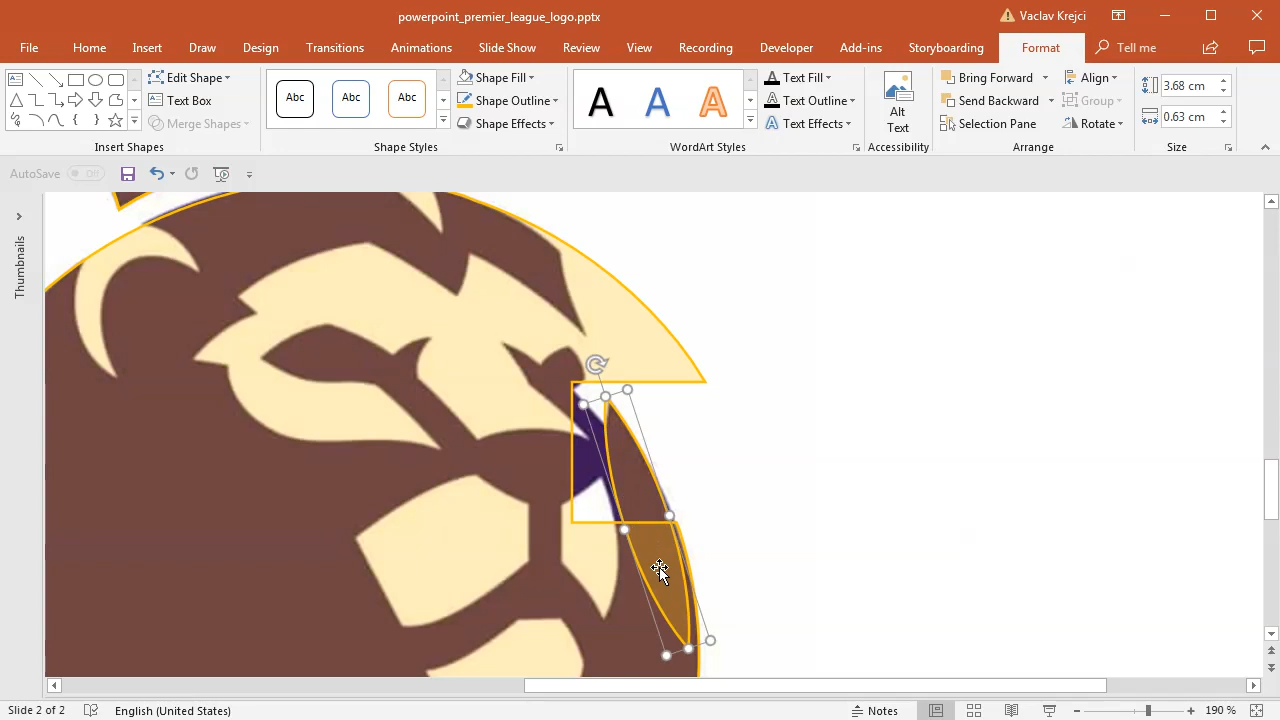 powerpoint_premier_league_logo.pptx
Vaclav Krejci
File Home Insert Draw Design Transitions Animations Slide Show Review View Recording Developer Add-ins Storyboarding Format Tell me
Edit Shape
Text Box
Merge Shapes
Insert Shapes
Abc Abc Abc
Shape Fill
Shape Outline
Shape Effects
Shape Styles
A A A
Text Fill
Text Outline
Text Effects
WordArt Styles
Alt
Text
Accessibility
Bring Forward
Send Backward
Selection Pane
Align
Group
Rotate
Arrange
3.68 cm
0.63 cm
Size
AutoSave Off
Thumbnails
Slide 2 of 2
English (United States)
Notes
190 %